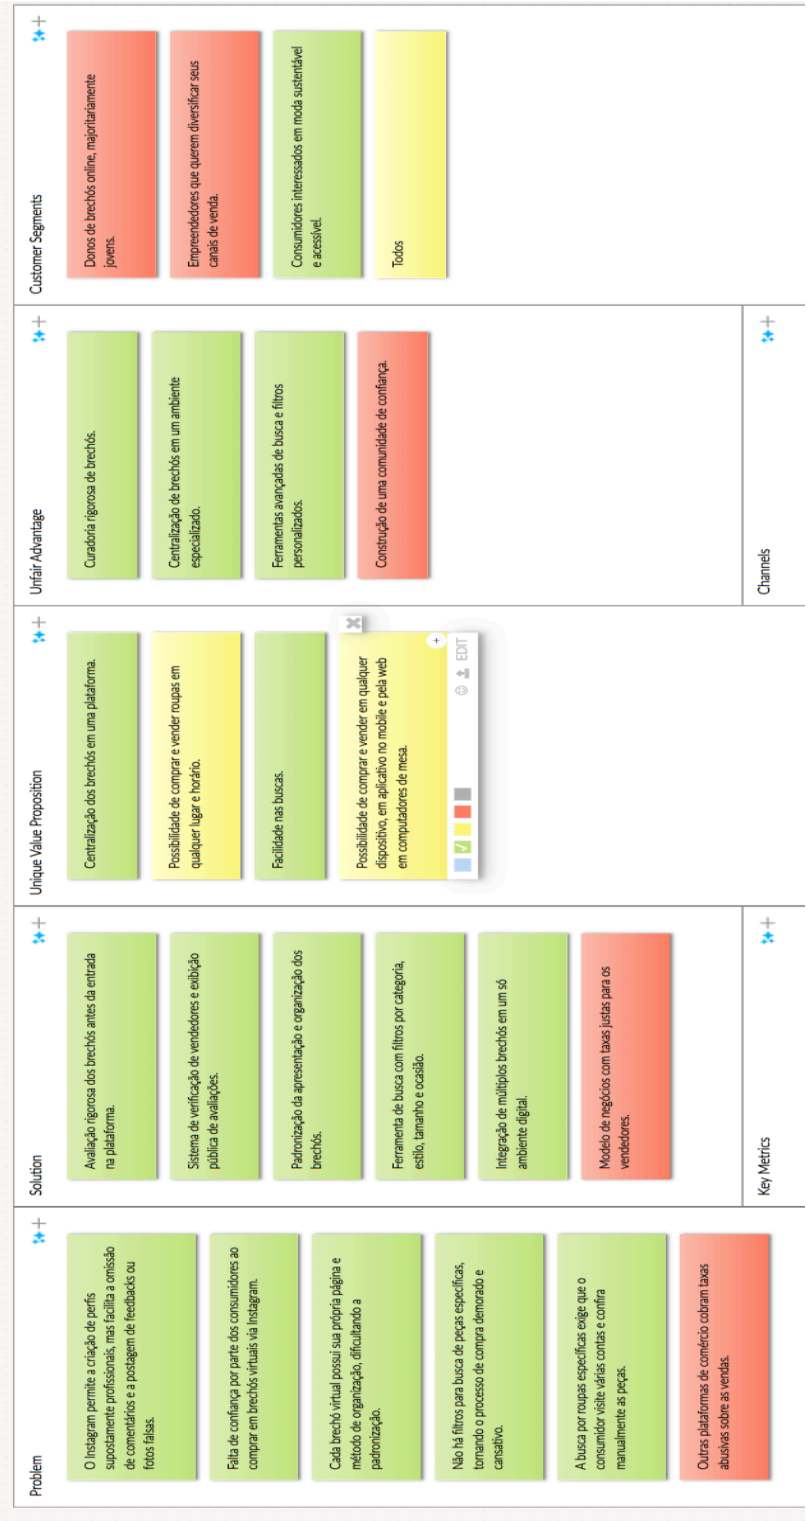 Problem
O Instagram permite a criação de perfis
supostamente profissionais, mas facilita a omissão
de comentários e a postagem de feedbacks ou
fotos falsas.
Falta de confiança por parte dos consumidores ao
comprar em brechós virtuais via Instagram.
Cada brechó virtual possui sua própria página e
método de organização, dificultando a
padronização.
Não há filtros para busca de peças específicas,
tornando o processo de compra demorado e
cansativo.
A busca por roupas específicas exige que o
consumidor visite várias contas e confira
manualmente as peças.
Outras plataformas de comércio cobram taxas
abusivas sobre as vendas.
Solution
Avaliação rigorosa dos brechós antes da entrada
na plataforma.
Sistema de verificação de vendedores e exibição
pública de avaliações.
Padronização da apresentação e organização dos
brechós.
Ferramenta de busca com filtros por categoria,
estilo, tamanho e ocasião.
Integração de múltiplos brechós em um só
ambiente digital.
Modelo de negócios com taxas justas para os
vendedores.
Key Metrics
Unique Value Proposition
Centralização dos brechós em uma plataforma.
Possibilidade de comprar e vender roupas em
qualquer lugar e horário.
Facilidade nas buscas.
Possibilidade de comprar e vender em qualquer
dispositivo, em aplicativo no mobile e pela web
em computadores de mesa.
EDIT
Unfair Advantage
Curadoria rigorosa de brechós.
Centralização de brechós em um ambiente
especializado.
Ferramentas avançadas de busca e filtros
personalizados.
Construção de uma comunidade de confiança.
Channels
Customer Segments
Donos de brechós online, majoritariamente
jovens.
Empreendedores que querem diversificar seus
canais de venda.
Consumidores interessados em moda sustentável
e acessível.
Todos